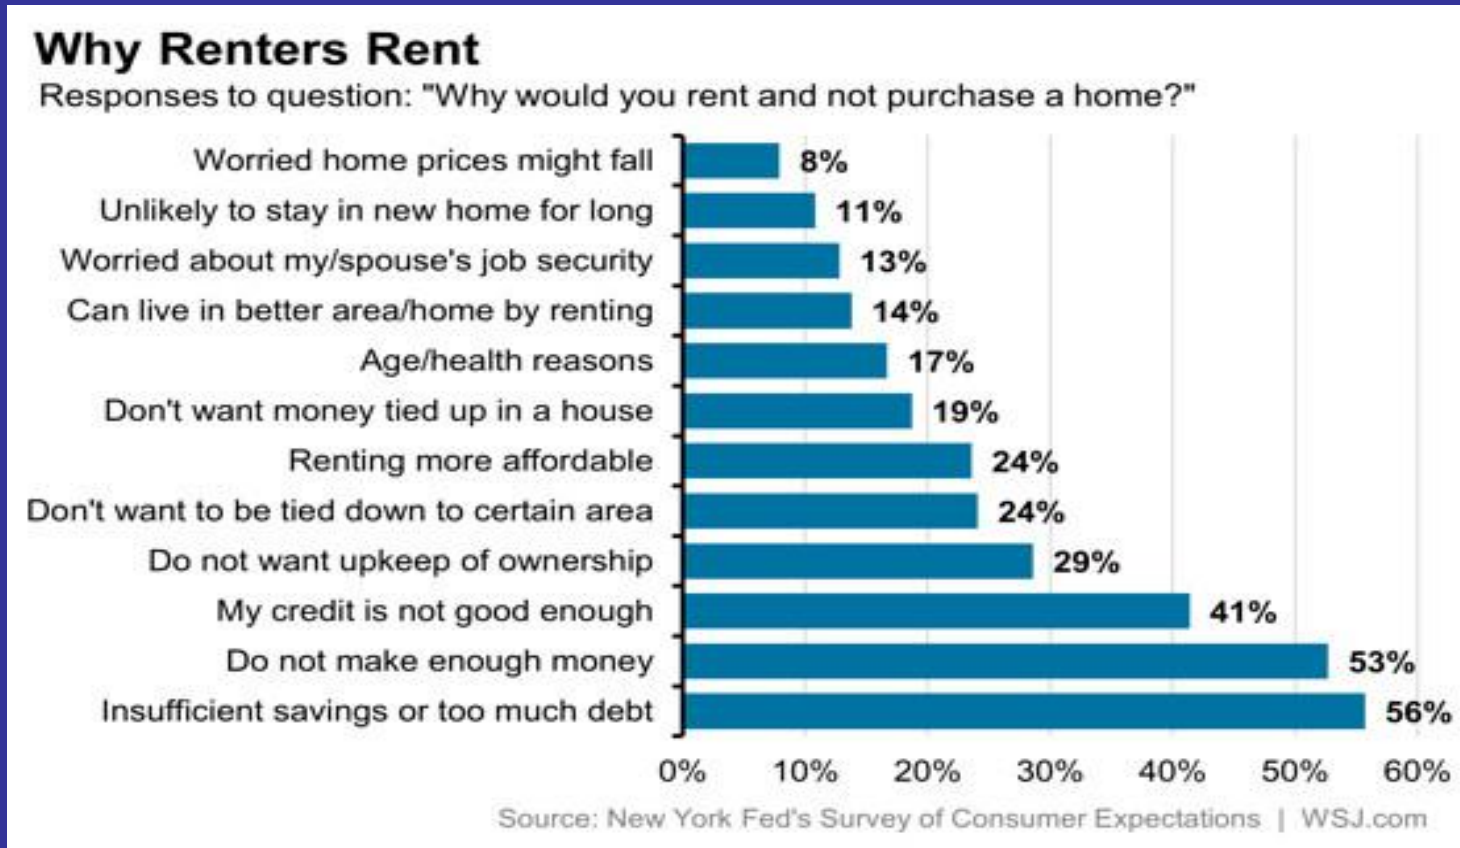 Why Renters Rent
Responses to question: "Why would you rent and not purchase a home?"
Worried home prices might fall 8%
Unlikely to stay in new home for long 11%
Worried about my/spouse's job security 13%
Can live in better area/home by renting 14%
Age/health reasons 17%
Don't want money tied up in a house 19%
Renting more affordable 24%
Don't want to be tied down to certain area 24%
Do not want upkeep of ownership 29%
My credit is not good enough 41%
Do not make enough money 53%
Insufficient savings or too much debt 56%
0% 10% 20% 30% 40% 50% 60%
Source: New York Fed's Survey of Consumer Expectations | WSJ.com